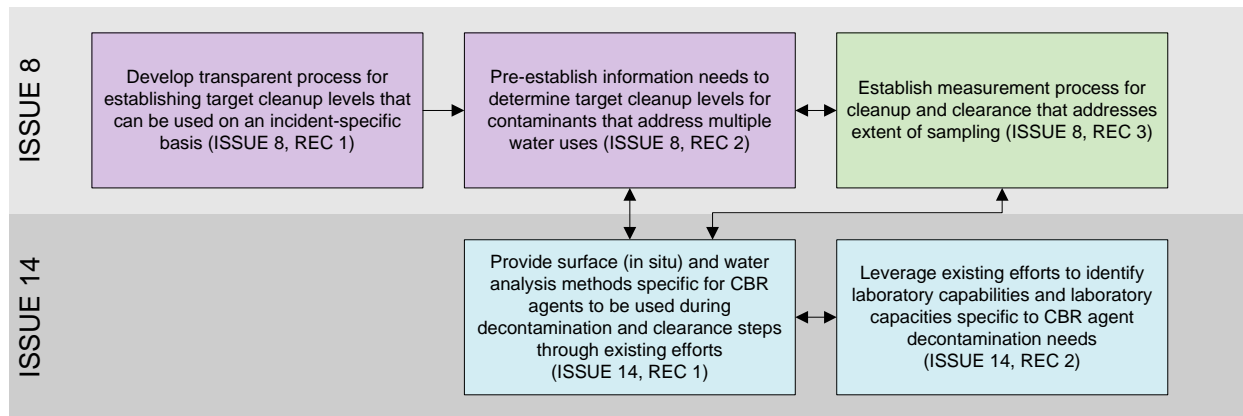 ISSUE 8
Develop transparent process for
establishing target cleanup levels that
can be used on an incident-specific
basis (ISSUE 8, REC 1)
Pre-establish information needs to
determine target cleanup levels for
contaminants that address multiple
water uses (ISSUE 8, REC 2)
Establish measurement process for
cleanup and clearance that addresses
extent of sampling (ISSUE 8, REC 3)
ISSUE 14
Provide surface (in situ) and water
analysis methods specific for CBR
agents to be used during
decontamination and clearance steps
through existing efforts
(ISSUE 14, REC 1)
Leverage existing efforts to identify
laboratory capabilities and laboratory
capacities specific to CBR agent
decontamination needs
(ISSUE 14, REC 2)